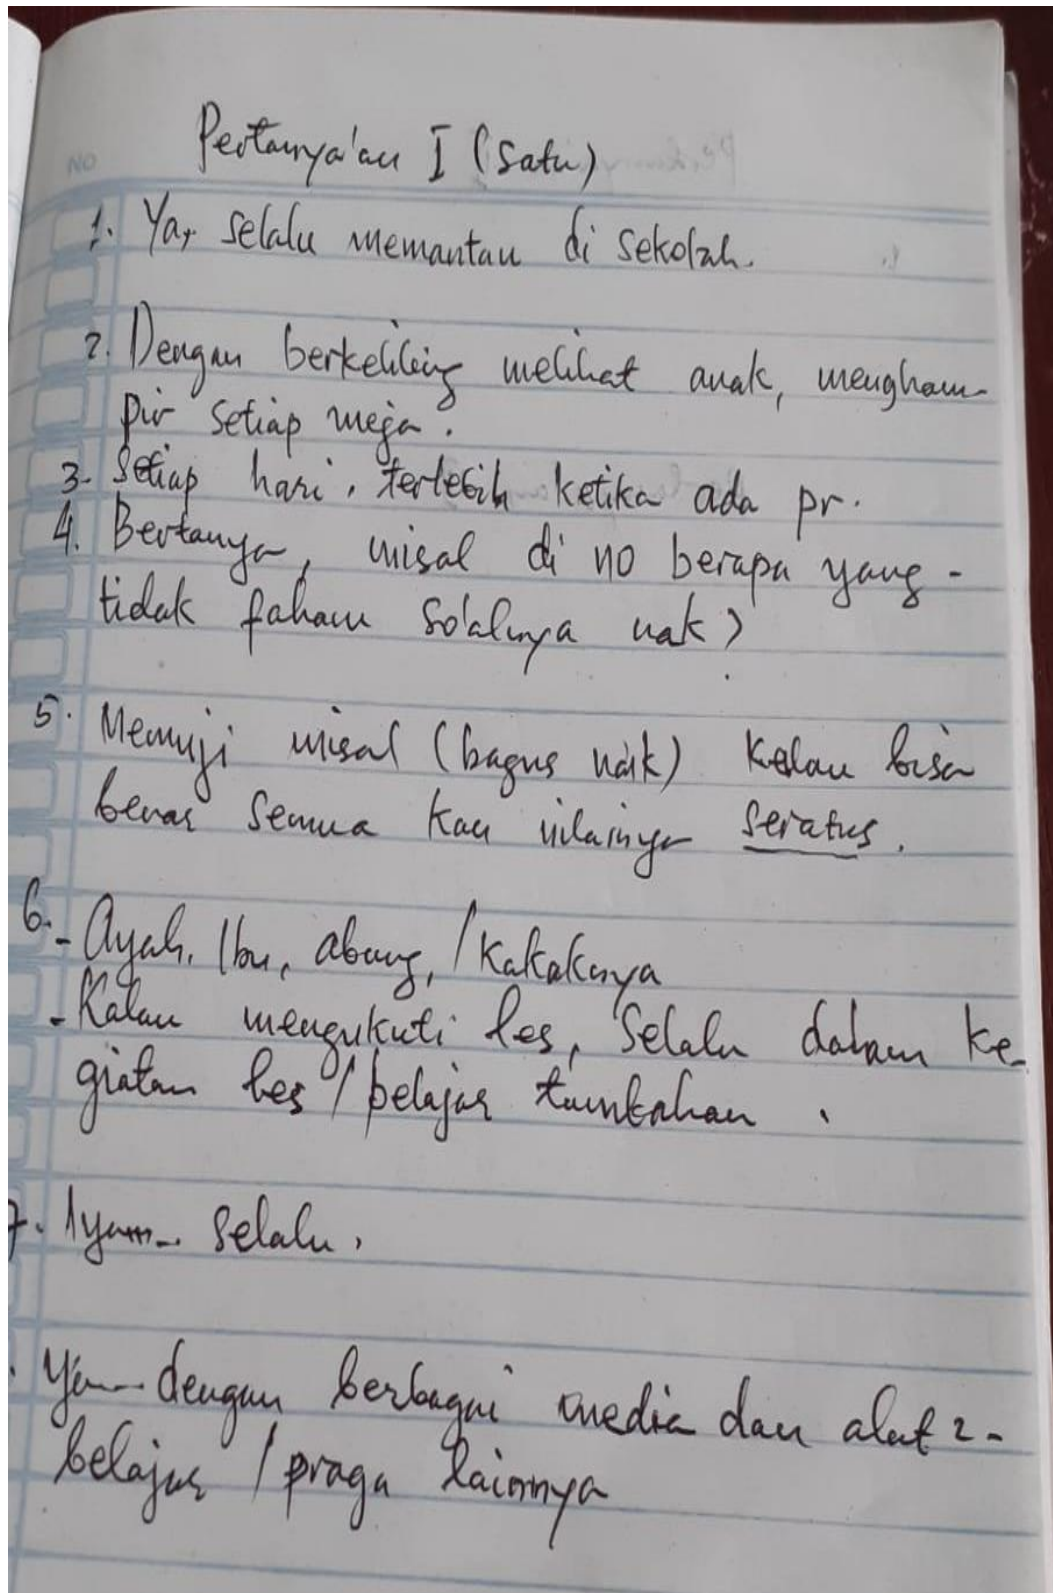 Pertanya'an I (Satu)
1. Ya, selalu memantau di sekolah.
2. Dengan berkeliling melihat anak, mengham-
pir setiap meja.
3. Setiap hari, terlebih ketika ada pr.
4. Bertanya, misal di no berapa yang -
tidak faham so'alnya nak?
5. Memuji misal (bagus nak) kalau bisa
benar semua kan nilainya seratus.
6. - Ayah, Ibu, abang, / kakaknya
- Kalau mengikuti les, selalu dalam ke-
giatan les / belajar tambahan.
7. Iya... selalu.
Ya... dengan berbagai media dan alat2 -
belajar / praga lainnya